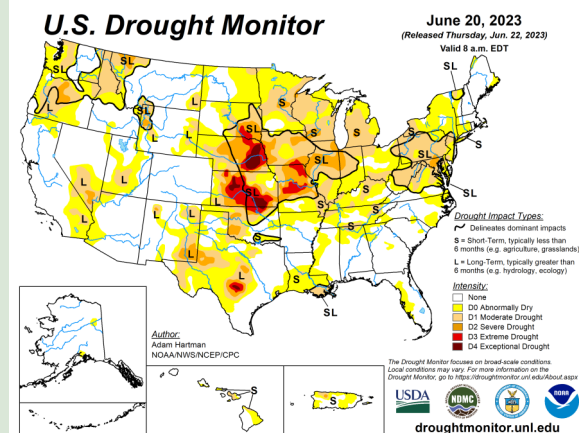 U.S. Drought Monitor
June 20, 2023
(Released Thursday, Jun. 22, 2023)
Valid 8 a.m. EDT
SL
SL
SL
L
SL
L
L
L
L
L
L
L
L
L
L
L
SL
S
S
S
SL
SL
S
S
S
S
S
S
S
SL
S
S
SL
SL
S
Drought Impact Types:
Delineates dominant impacts
S = Short-Term, typically less than
6 months (e.g. agriculture, grasslands)
L = Long-Term, typically greater than
6 months (e.g. hydrology, ecology)
Intensity:
None
D0 Abnormally Dry
D1 Moderate Drought
D2 Severe Drought
D3 Extreme Drought
D4 Exceptional Drought
Author:
Adam Hartman
NOAA/NWS/NCEP/CPC
S
S
The Drought Monitor focuses on broad-scale conditions.
Local conditions may vary. For more information on the
Drought Monitor, go to https://droughtmonitor.unl.edu/About.aspx
USDA
NDMC
NOAA
droughtmonitor.unl.edu